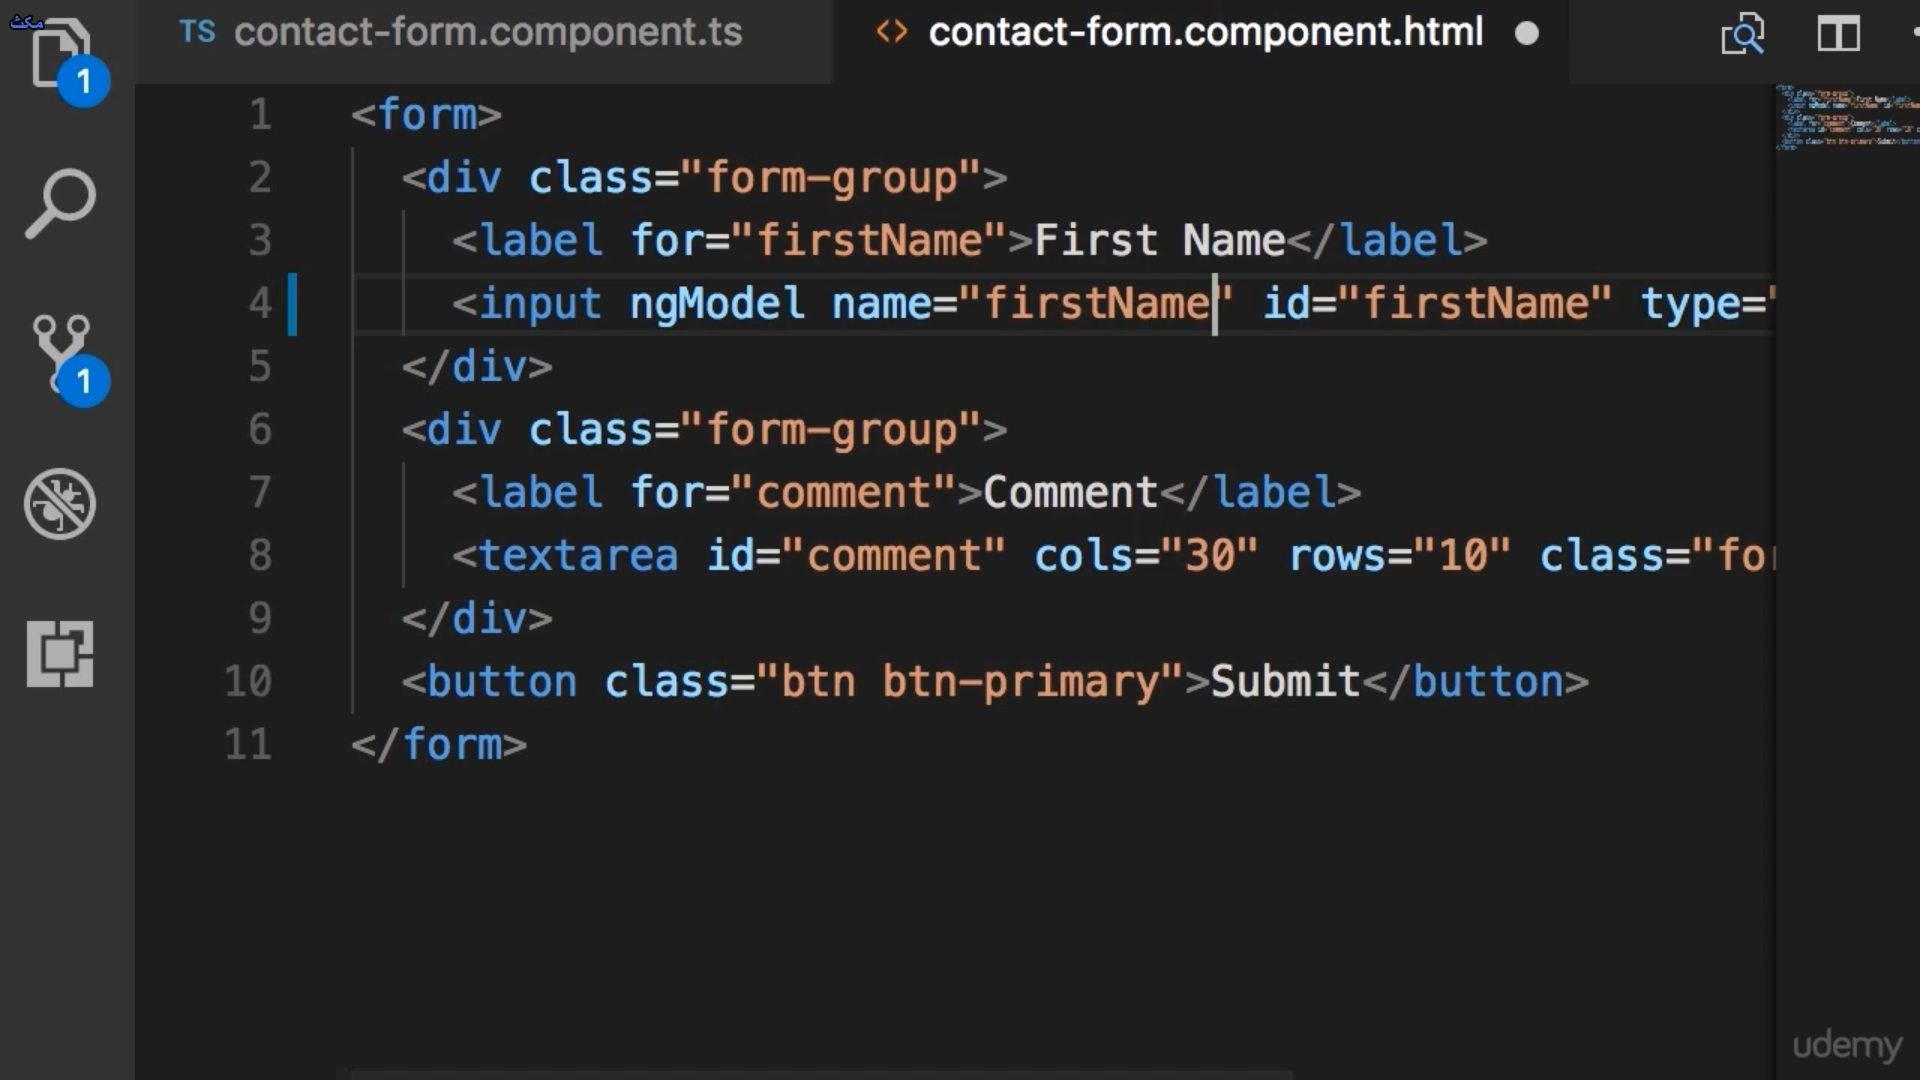 مکث
TS contact-form.component.ts
<> contact-form.component.html
1
1
1 <form>
2 <div class="form-group">
3 <label for="firstName">First Name</label>
4 <input ngModel name="firstName" id="firstName" type="
5 </div>
6 <div class="form-group">
7 <label for="comment">Comment</label>
8 <textarea id="comment" cols="30" rows="10" class="for
9 </div>
10 <button class="btn btn-primary">Submit</button>
11 </form>
udemy